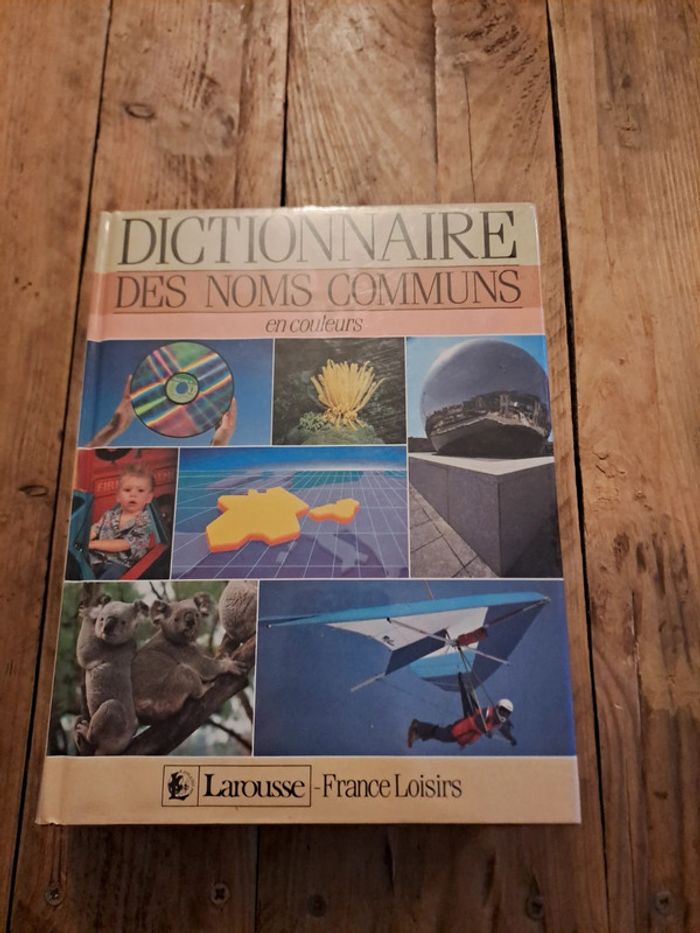 DICTIONNAIRE
DES NOMS COMMUNS
en couleurs
Larousse-France Loisirs